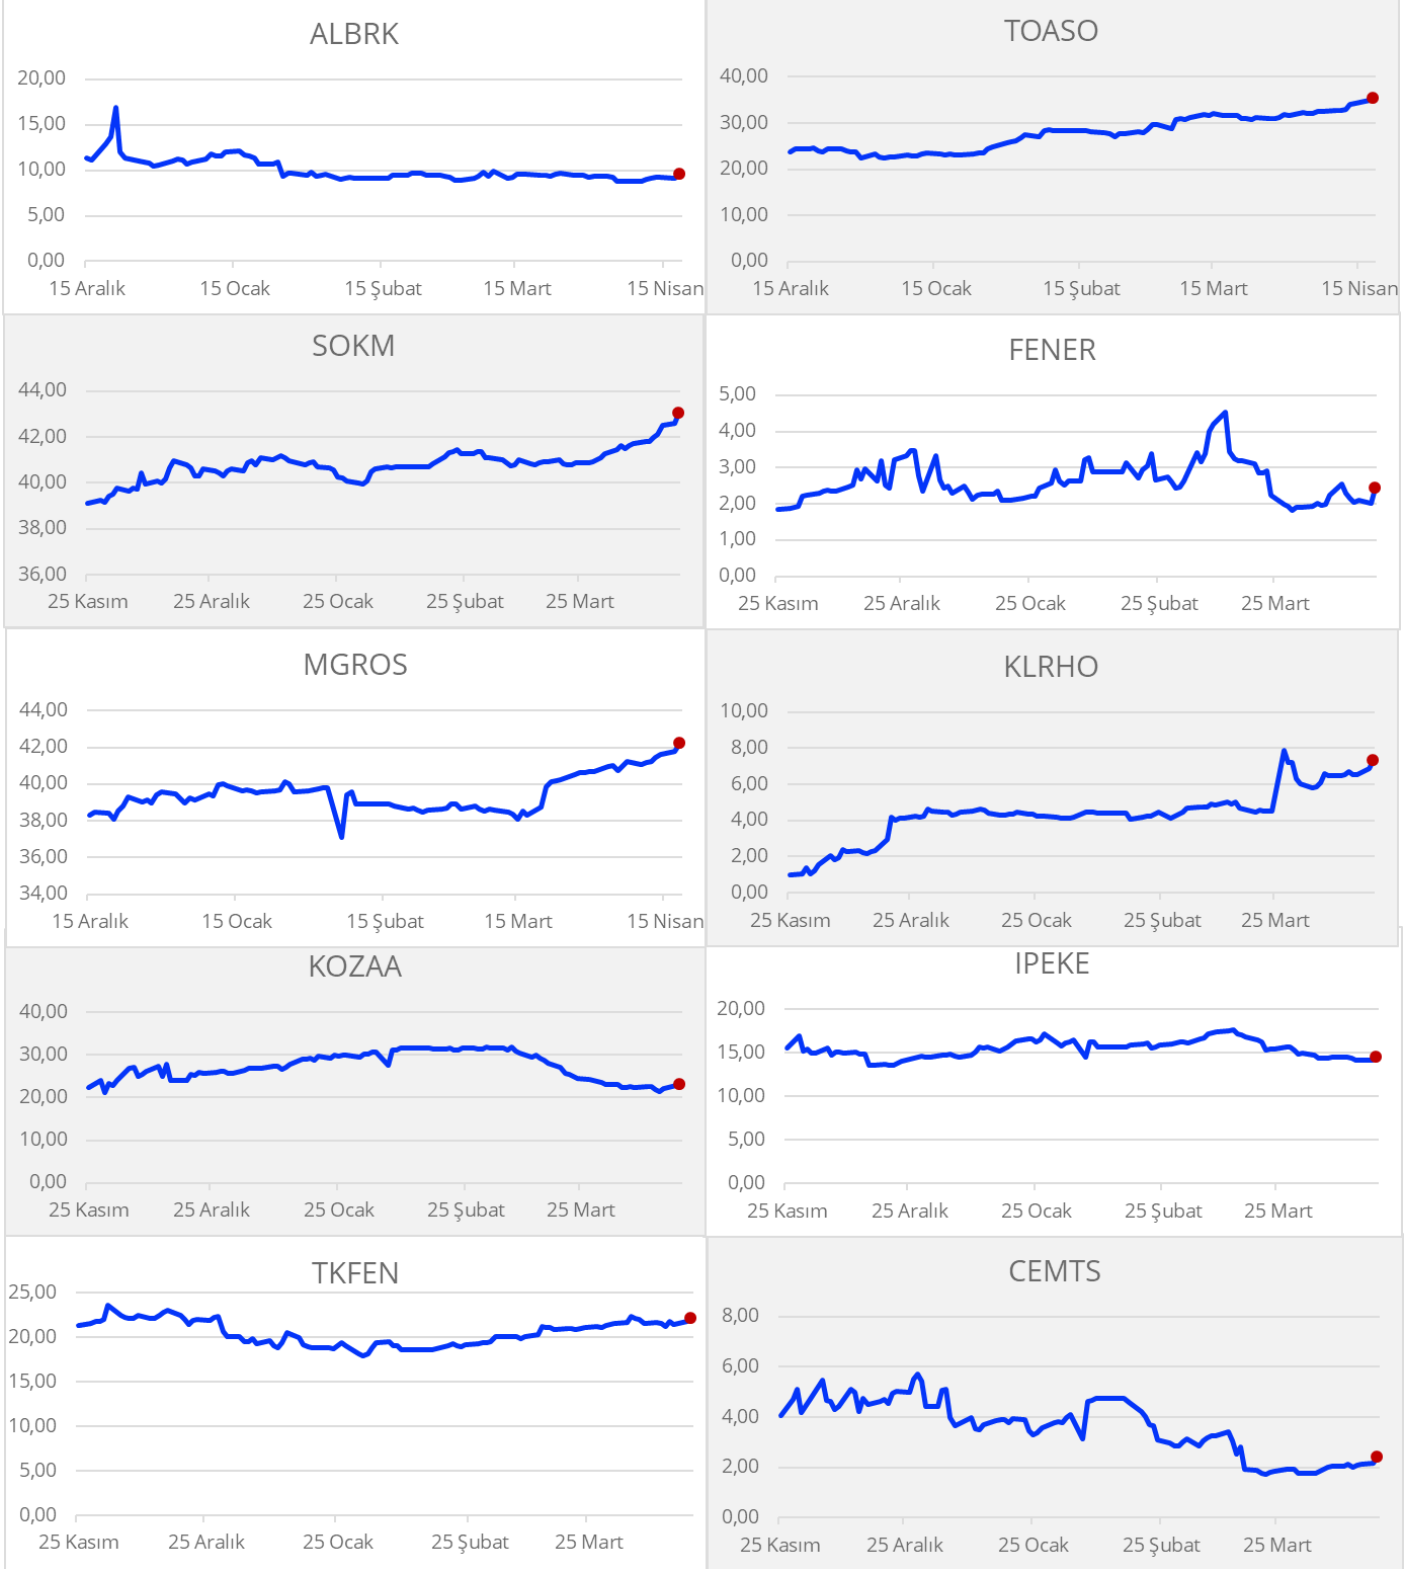 ALBRK
20,00
15,00
10,00
5,00
0,00
15 Aralık 15 Ocak 15 Şubat 15 Mart 15 Nisan
TOASO
40,00
30,00
20,00
10,00
0,00
15 Aralık 15 Ocak 15 Şubat 15 Mart 15 Nisan
SOKM
44,00
42,00
40,00
38,00
36,00
25 Kasım 25 Aralık 25 Ocak 25 Şubat 25 Mart
FENER
5,00
4,00
3,00
2,00
1,00
0,00
25 Kasım 25 Aralık 25 Ocak 25 Şubat 25 Mart
MGROS
44,00
42,00
40,00
38,00
36,00
34,00
15 Aralık 15 Ocak 15 Şubat 15 Mart 15 Nisan
KLRHO
10,00
8,00
6,00
4,00
2,00
0,00
25 Kasım 25 Aralık 25 Ocak 25 Şubat 25 Mart
KOZAA
40,00
30,00
20,00
10,00
0,00
25 Kasım 25 Aralık 25 Ocak 25 Şubat 25 Mart
IPEKE
20,00
15,00
10,00
5,00
0,00
25 Kasım 25 Aralık 25 Ocak 25 Şubat 25 Mart
TKFEN
25,00
20,00
15,00
10,00
5,00
0,00
25 Kasım 25 Aralık 25 Ocak 25 Şubat 25 Mart
CEMTS
8,00
6,00
4,00
2,00
0,00
25 Kasım 25 Aralık 25 Ocak 25 Şubat 25 Mart